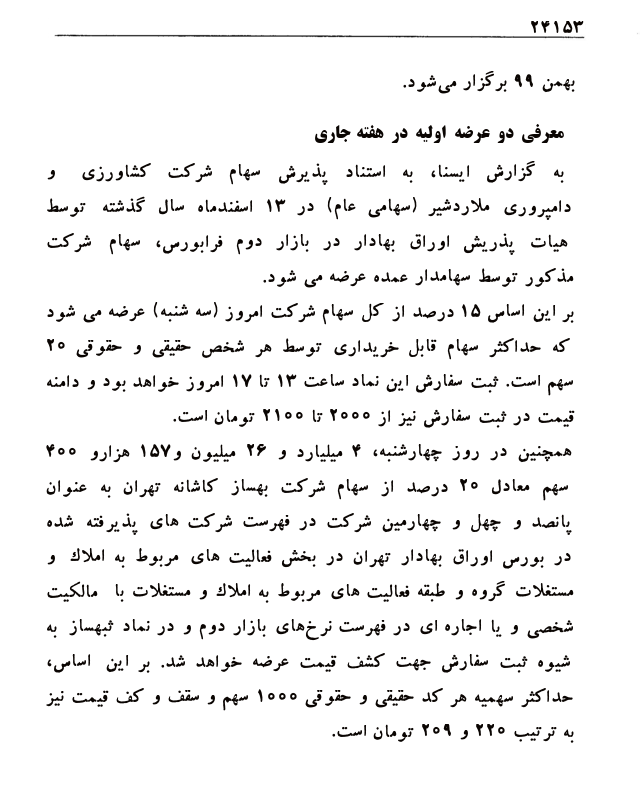 ۲۴۱۵۳
بهمن ۹۹ برگزار می‌شود.
معرفی دو عرضه اولیه در هفته جاری
به گزارش ایسنا، به استناد پذیرش سهام شرکت کشاورزی و
دامپروری ملاردشیر (سهامی عام) در ۱۳ اسفندماه سال گذشته توسط
هیات پذریش اوراق بهادار در بازار دوم فرابورس، سهام شرکت
مذکور توسط سهامدار عمده عرضه می شود.
بر این اساس ۱۵ درصد از کل سهام شرکت امروز (سه شنبه) عرضه می شود
که حداکثر سهام قابل خریداری توسط هر شخص حقیقی و حقوقی ۲۰
سهم است. ثبت سفارش این نماد ساعت ۱۳ تا ۱۷ امروز خواهد بود و دامنه
قیمت در ثبت سفارش نیز از ۲۰۰۰ تا ۲۱۰۰ تومان است.
همچنین در روز چهارشنبه، ۴ میلیارد و ۲۶ میلیون و۱۵۷ هزارو ۴۰۰
سهم معادل ۲۰ درصد از سهام شرکت بهساز کاشانه تهران به عنوان
پانصد و چهل و چهارمین شرکت در فهرست شرکت های پذیرفته شده
در بورس اوراق بهادار تهران در بخش فعالیت های مربوط به املاك و
مستغلات گروه و طبقه فعالیت های مربوط به املاك و مستغلات با مالکیت
شخصی و یا اجاره ای در فهرست نرخ‌های بازار دوم و در نماد ثبهساز به
شیوه ثبت سفارش جهت کشف قیمت عرضه خواهد شد. بر این اساس،
حداکثر سهمیه هر کد حقیقی و حقوقی ۱۰۰۰ سهم و سقف و کف قیمت نیز
به ترتیب ۲۲۰ و ۲۰۹ تومان است.